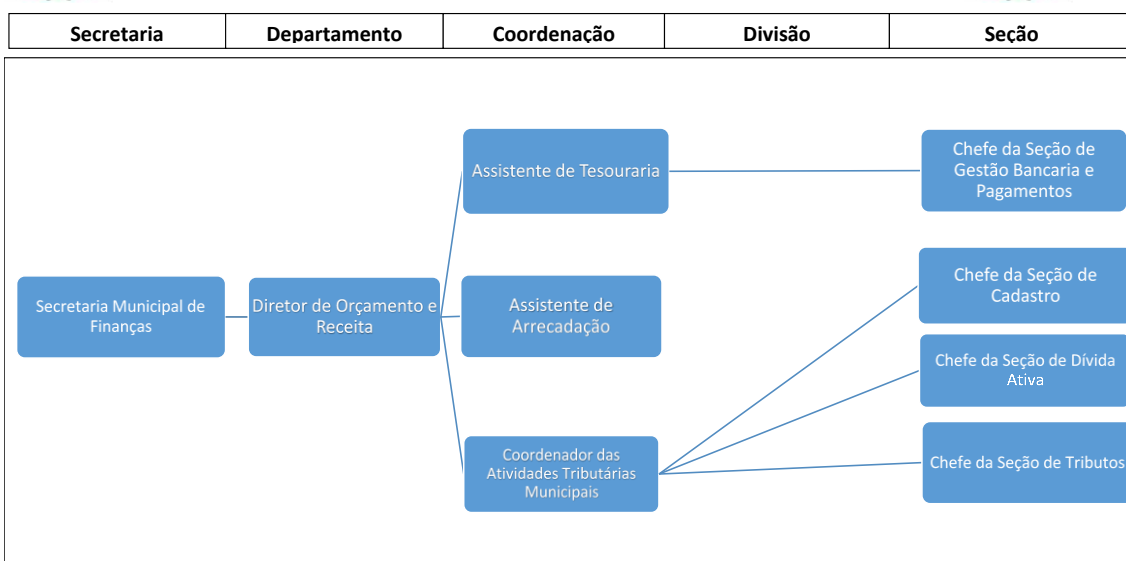 Secretaria
Departamento
Coordenação
Divisão
Seção
Assistente de Tesouraria
Chefe da Seção de
Gestão Bancaria e
Pagamentos
Secretaria Municipal de
Finanças
Diretor de Orçamento e
Receita
Assistente de
Arrecadação
Chefe da Seção de
Cadastro
Chefe da Seção de Dívida
Ativa
Coordenador das
Atividades Tributárias
Municipais
Chefe da Seção de Tributos